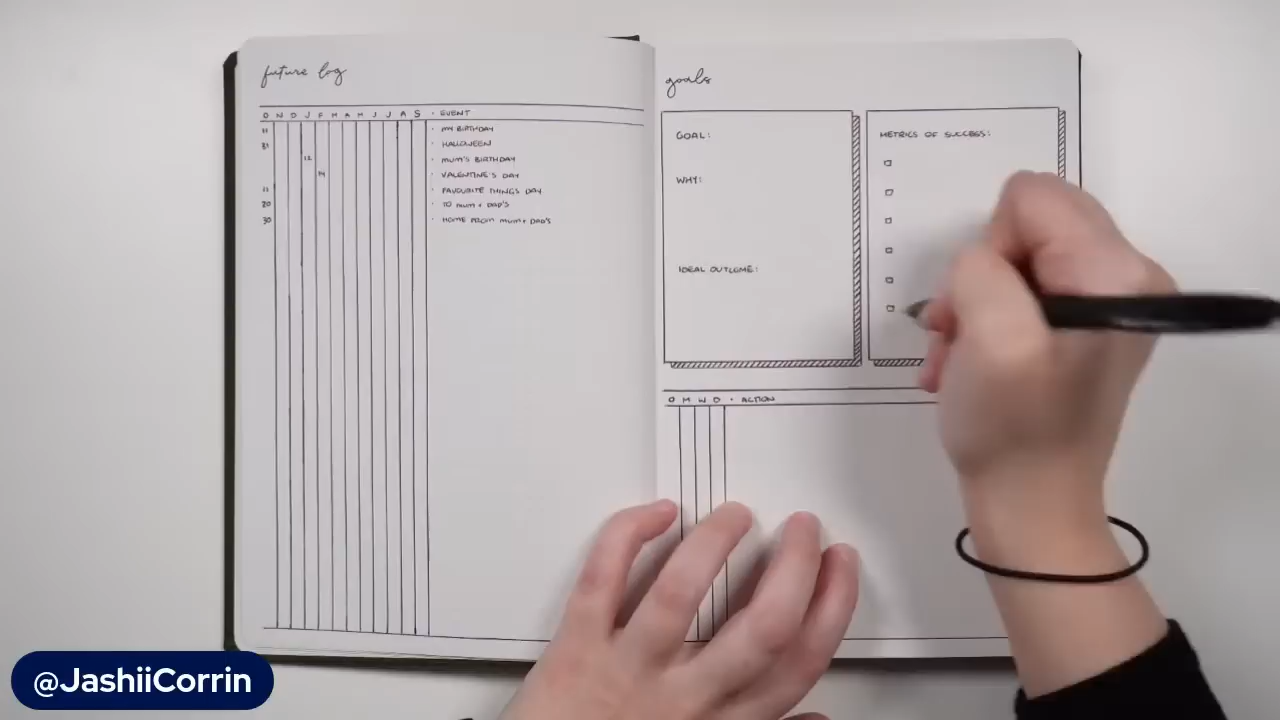 future log
O N D J F M A M J J A S · EVENT
11 · MY BIRTHDAY
31 · HALLOWEEN
12 · MUM'S BIRTHDAY
14 · VALENTINE'S DAY
11 · FAVOURITE THINGS DAY
20 · TO MUM + DAD'S
30 · HOME FROM MUM + DAD'S
goals
GOAL:
WHY:
IDEAL OUTCOME:
METRICS OF SUCCESS:
O M W D · ACTION
@JashiiCorrin